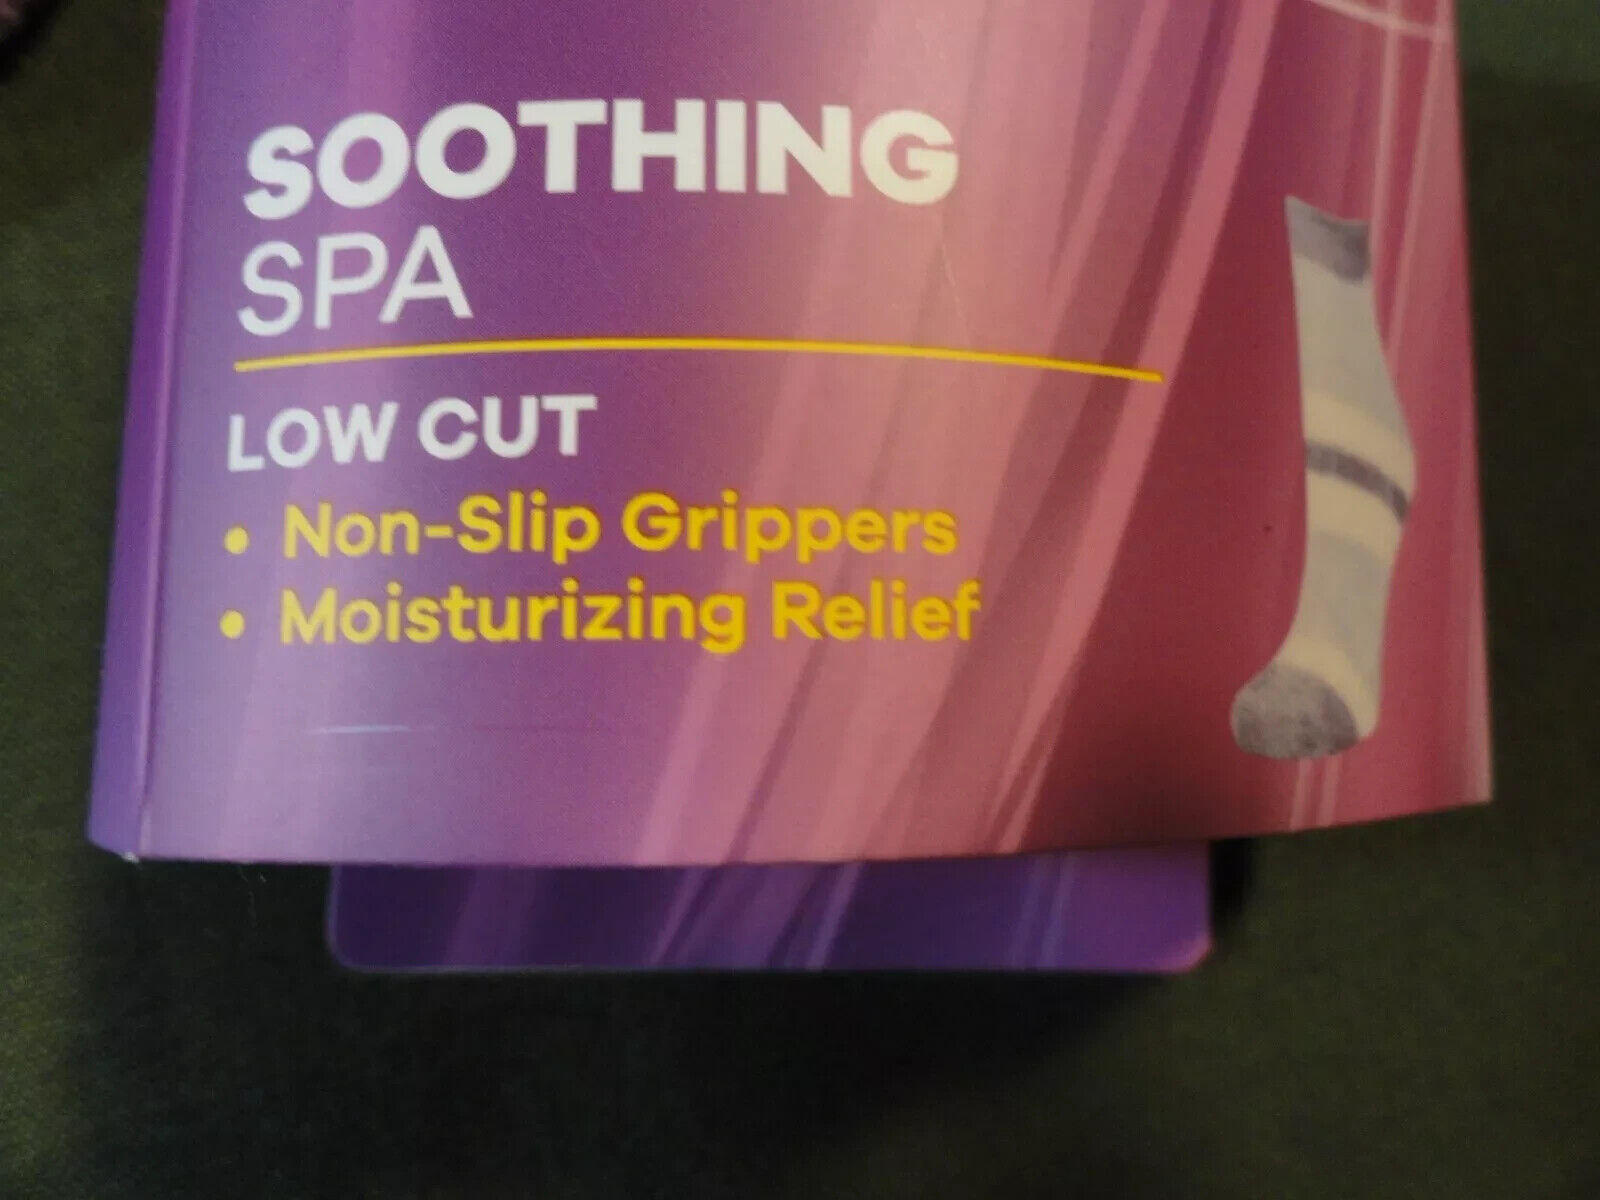 SOOTHING
SPA
LOW CUT
• Non-Slip Grippers
• Moisturizing Relief